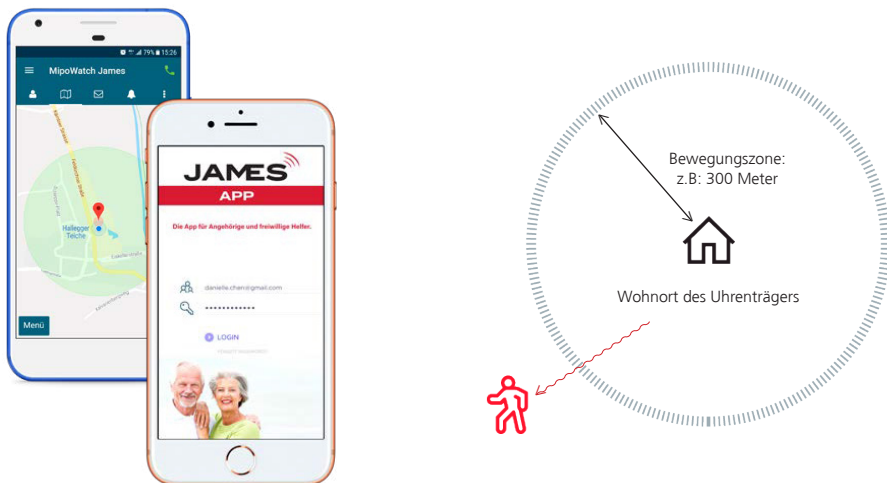 79% 15:26
MipoWatch James
Hallegger
Teiche
Menü
JAMES
APP
Die App für Angehörige und freiwillige Helfer.
danielle.chen@gmail.com
LOGIN
Bewegungszone:
z.B: 300 Meter
Wohnort des Uhrenträgers